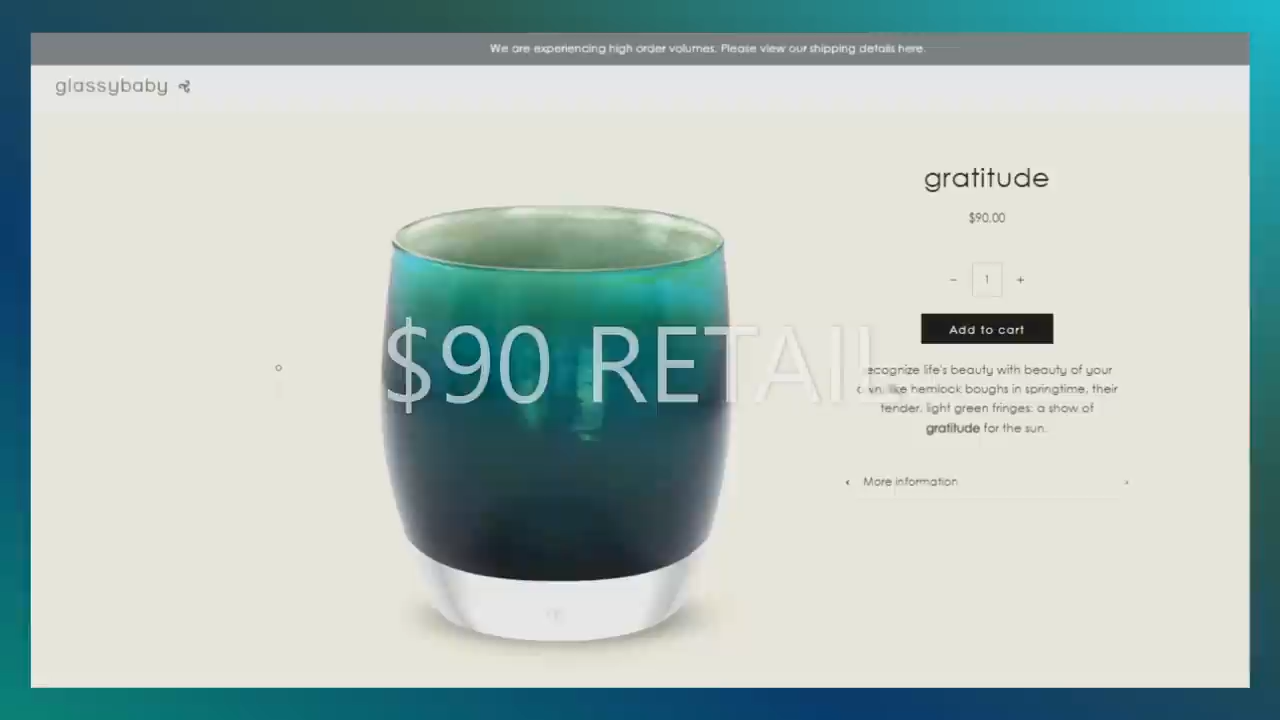 We are experiencing high order volumes. Please view our shipping details here.
glassybaby
gratitude
$90.00
− 1 +
Add to cart
$90 RETAIL
recognize life's beauty with beauty of your
own, like hemlock boughs in springtime, their
tender, light green fringes: a show of
gratitude for the sun.
More information